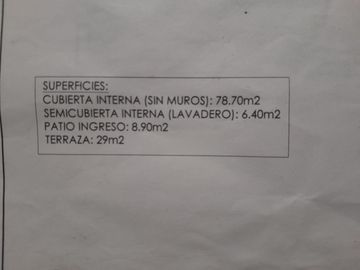 SUPERFICIES:
CUBIERTA INTERNA (SIN MUROS): 78.70m2
SEMICUBIERTA INTERNA (LAVADERO): 6.40m2
PATIO INGRESO: 8.90m2
TERRAZA: 29m2